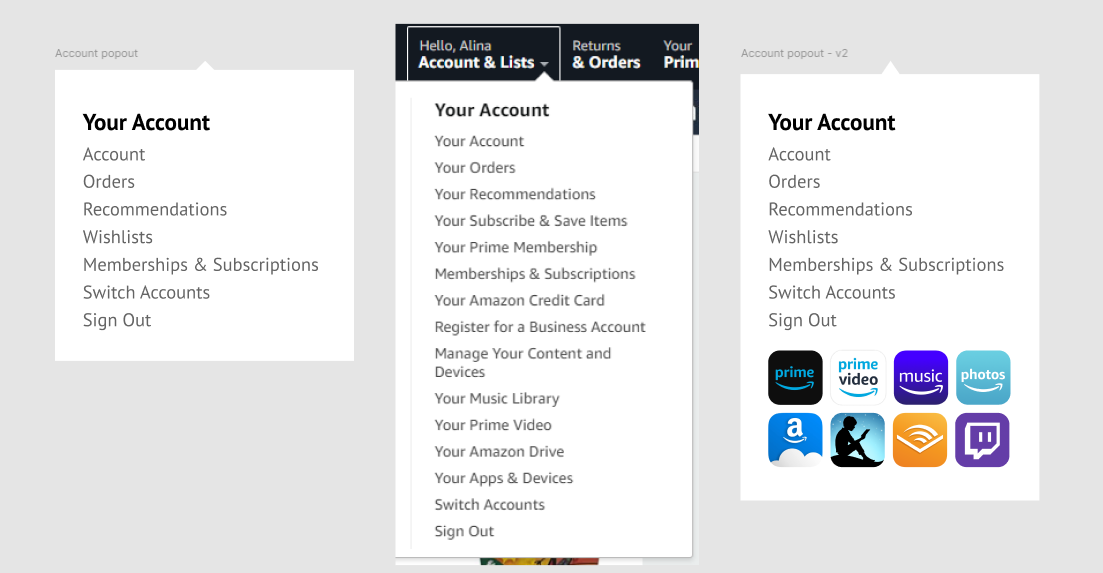 Account popout
Your Account
Account
Orders
Recommendations
Wishlists
Memberships & Subscriptions
Switch Accounts
Sign Out
Hello, Alina
Account & Lists
Returns
& Orders
Your
Prim
Your Account
Your Account
Your Orders
Your Recommendations
Your Subscribe & Save Items
Your Prime Membership
Memberships & Subscriptions
Your Amazon Credit Card
Register for a Business Account
Manage Your Content and
Devices
Your Music Library
Your Prime Video
Your Amazon Drive
Your Apps & Devices
Switch Accounts
Sign Out
Account popout - v2
Your Account
Account
Orders
Recommendations
Wishlists
Memberships & Subscriptions
Switch Accounts
Sign Out
prime
prime
video
music
photos
a